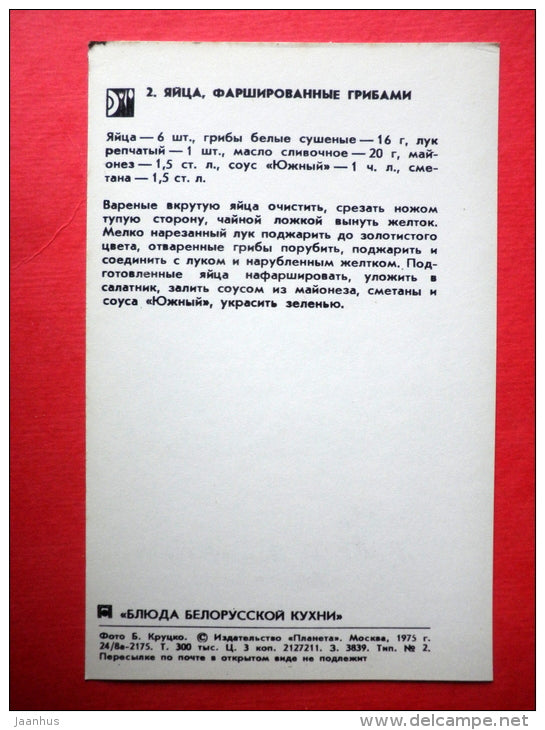 2. ЯЙЦА, ФАРШИРОВАННЫЕ ГРИБАМИ
Яйца — 6 шт., грибы белые сушеные — 16 г, лук
репчатый — 1 шт., масло сливочное — 20 г, май-
онез — 1,5 ст. л., соус «Южный» — 1 ч. л., сме-
тана — 1,5 ст. л.
Вареные вкрутую яйца очистить, срезать ножом
тупую сторону, чайной ложкой вынуть желток.
Мелко нарезанный лук поджарить до золотистого
цвета, отваренные грибы порубить, поджарить и
соединить с луком и нарубленным желтком. Под-
готовленные яйца нафаршировать, уложить в
салатник, залить соусом из майонеза, сметаны и
соуса «Южный», украсить зеленью.
«БЛЮДА БЕЛОРУССКОЙ КУХНИ»
Фото Б. Круцко. © Издательство «Планета». Москва, 1975 г.
24/8а-2175. Т. 300 тыс. Ц. 3 коп. 2127211. З. 3839. Тип. № 2.
Пересылке по почте в открытом виде не подлежит
Jaanhus
www.delcampe.net